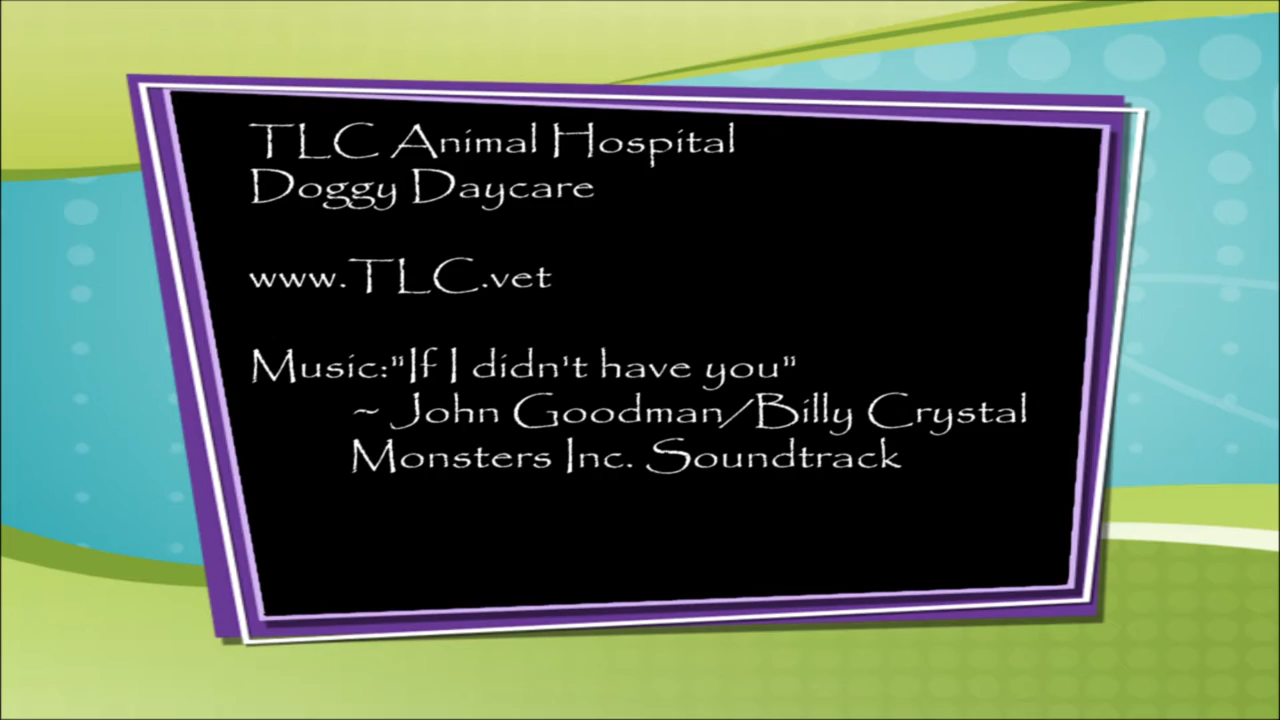 TLC Animal Hospital
Doggy Daycare
www.TLC.vet
Music:"If I didn't have you"
~ John Goodman/Billy Crystal
Monsters Inc. Soundtrack